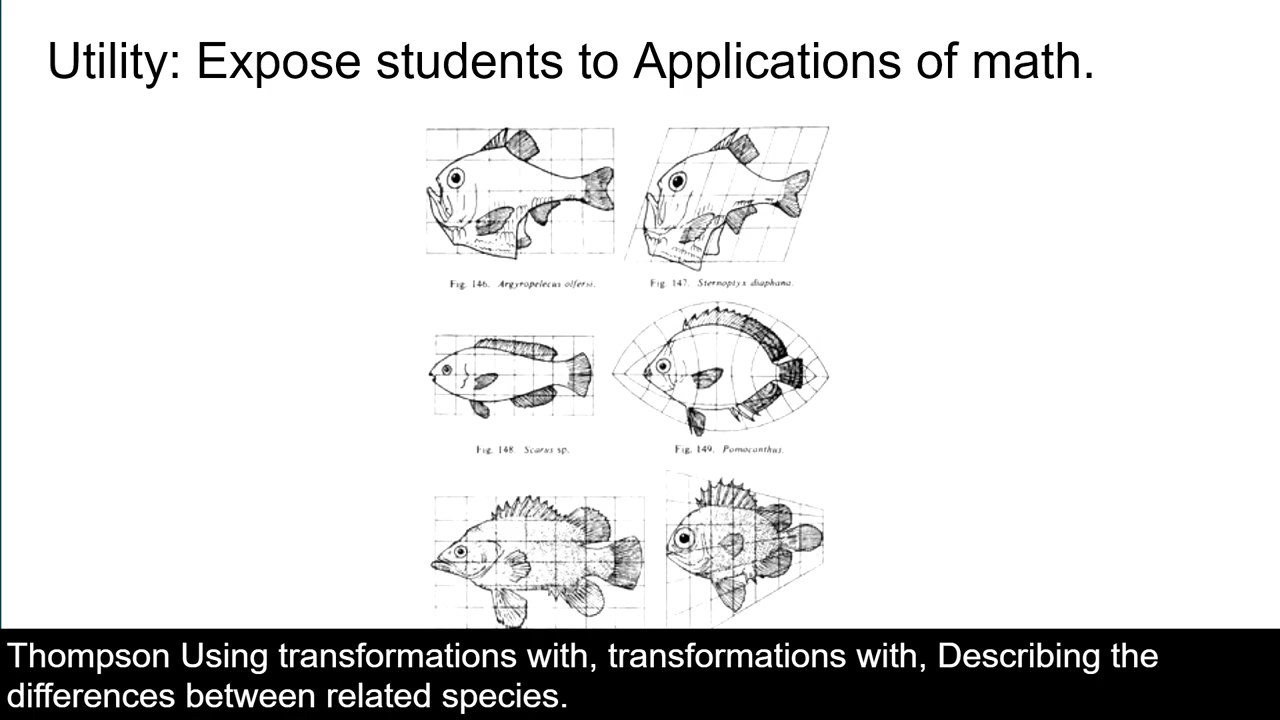 Utility: Expose students to Applications of math.
Fig. 146. Argyropelecus olfersi.
Fig. 147. Sternoptyx diaphana.
Fig. 148. Scarus sp.
Fig. 149. Pomacanthus.
Thompson Using transformations with, transformations with, Describing the
differences between related species.